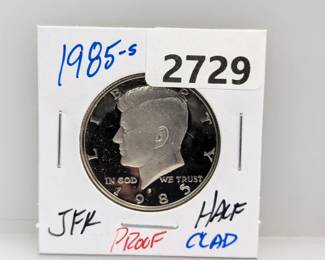 1985-S
2729
LIBERTY
IN GOD WE TRUST
1985
JFK HALF
PROOF CLAD